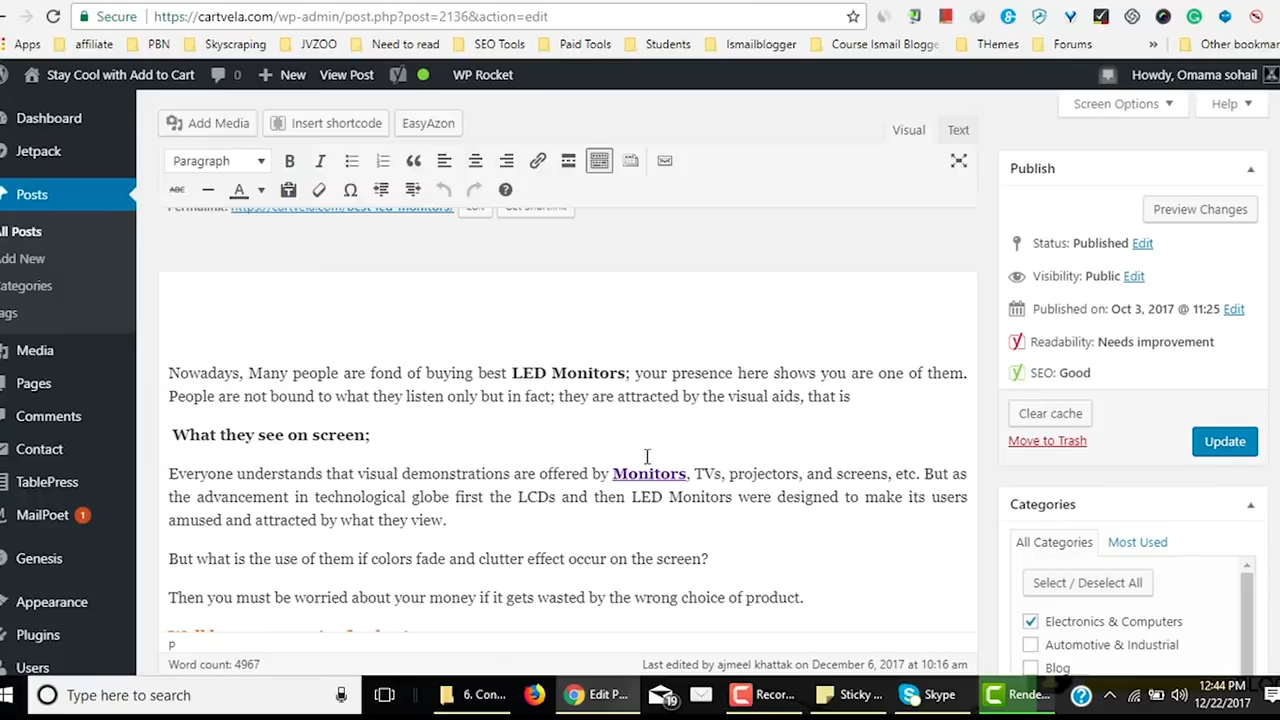 Secure https://cartvela.com/wp-admin/post.php?post=2136&action=edit
Apps affiliate PBN Skyscraping JVZOO Need to read SEO Tools Paid Tools Students Ismailblogger Course Ismail Blogge THemes Forums » Other bookmar
Stay Cool with Add to Cart 0 New View Post WP Rocket Howdy, Omama sohail
Screen Options Help
Dashboard
Jetpack
Posts
All Posts
Add New
ategories
ags
Media
Pages
Comments
Contact
TablePress
MailPoet 1
Genesis
Appearance
Plugins
Users
Add Media Insert shortcode EasyAzon
Visual Text
Paragraph B I
ABC A
https://cartvela.com/best-led-monitors/
Nowadays, Many people are fond of buying best LED Monitors; your presence here shows you are one of them.
People are not bound to what they listen only but in fact; they are attracted by the visual aids, that is
What they see on screen;
Everyone understands that visual demonstrations are offered by Monitors, TVs, projectors, and screens, etc. But as
the advancement in technological globe first the LCDs and then LED Monitors were designed to make its users
amused and attracted by what they view.
But what is the use of them if colors fade and clutter effect occur on the screen?
Then you must be worried about your money if it gets wasted by the wrong choice of product.
p
Word count: 4967 Last edited by ajmeel khattak on December 6, 2017 at 10:16 am
Publish
Preview Changes
Status: Published Edit
Visibility: Public Edit
Published on: Oct 3, 2017 @ 11:25 Edit
Readability: Needs improvement
SEO: Good
Clear cache
Move to Trash Update
Categories
All Categories Most Used
Select / Deselect All
Electronics & Computers
Automotive & Industrial
Blog
Type here to search 6. Con... Edit P... 19 Recor... Sticky ... Skype Rende... 12:44 PM
12/22/2017